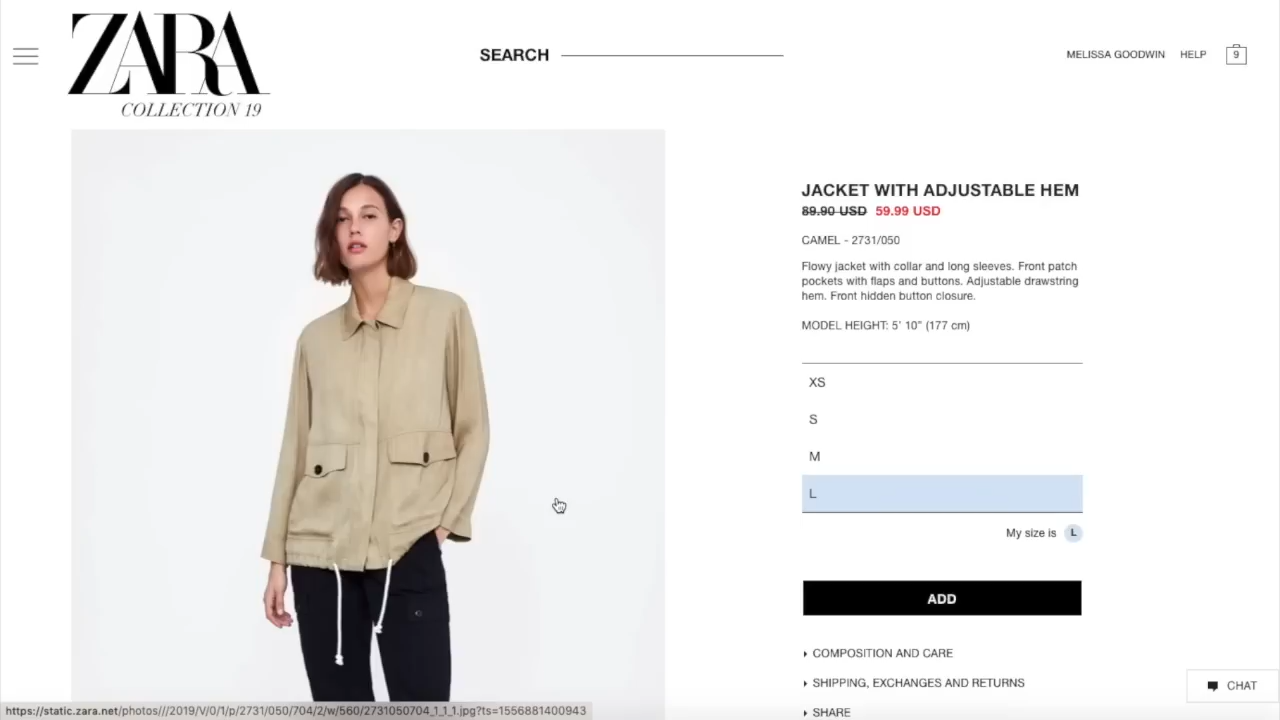 ZARA
COLLECTION 19
SEARCH
MELISSA GOODWIN HELP 9
JACKET WITH ADJUSTABLE HEM
89.90 USD 59.99 USD
CAMEL - 2731/050
Flowy jacket with collar and long sleeves. Front patch
pockets with flaps and buttons. Adjustable drawstring
hem. Front hidden button closure.
MODEL HEIGHT: 5' 10" (177 cm)
XS
S
M
L
My size is L
ADD
COMPOSITION AND CARE
SHIPPING, EXCHANGES AND RETURNS
CHAT
SHARE
https://static.zara.net/photos///2019/V/0/1/p/2731/050/704/2/w/560/2731050704_1_1_1.jpg?ts=1556881400943